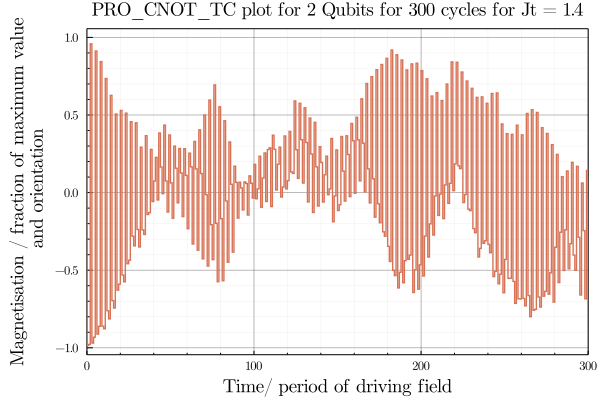 PRO_CNOT_TC plot for 2 Qubits for 300 cycles for Jt = 1.4
Magnetisation / fraction of maximum value
and orientation
1.0
0.5
0.0
−0.5
−1.0
0
100
200
300
Time/ period of driving field